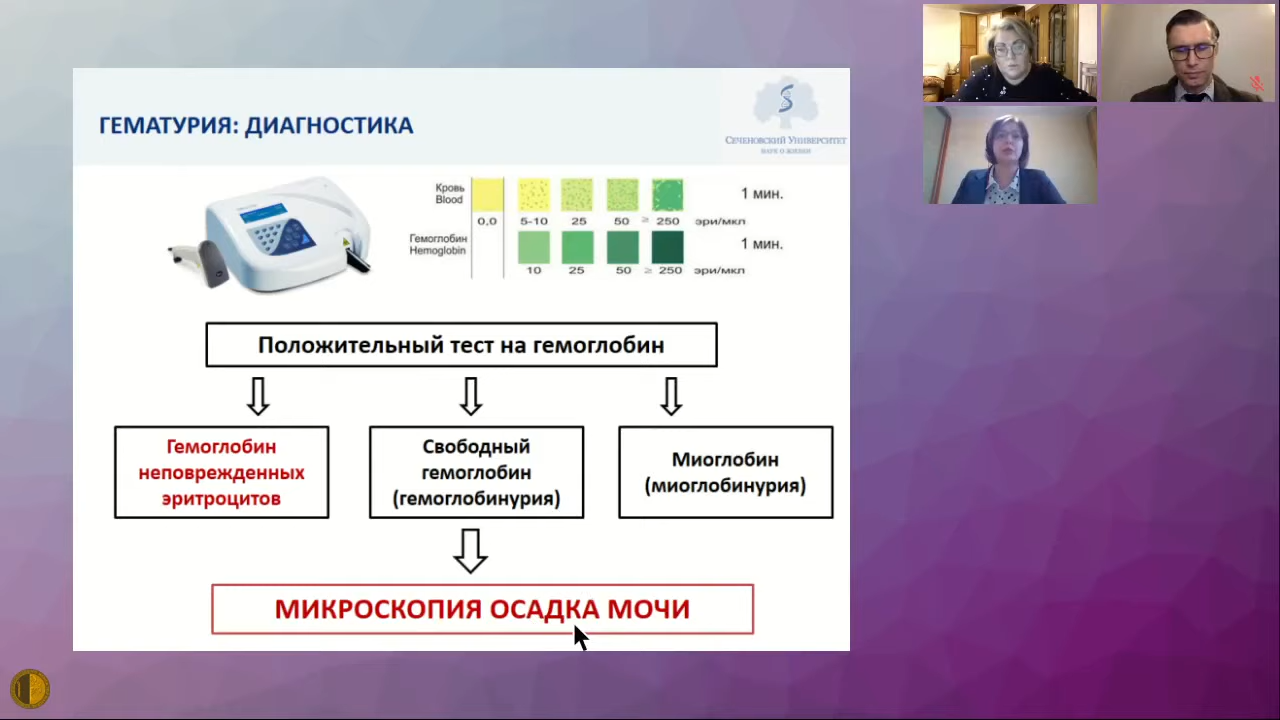 ГЕМАТУРИЯ: ДИАГНОСТИКА
СЕЧЕНОВСКИЙ УНИВЕРСИТЕТ
НАУК О ЖИЗНИ
Кровь
Blood
1 мин.
0,0 5-10 25 50 ≥ 250 эри/мкл
Гемоглобин
Hemoglobin
1 мин.
10 25 50 ≥ 250 эри/мкл
Положительный тест на гемоглобин
Гемоглобин
неповрежденных
эритроцитов
Свободный
гемоглобин
(гемоглобинурия)
Миоглобин
(миоглобинурия)
МИКРОСКОПИЯ ОСАДКА МОЧИ